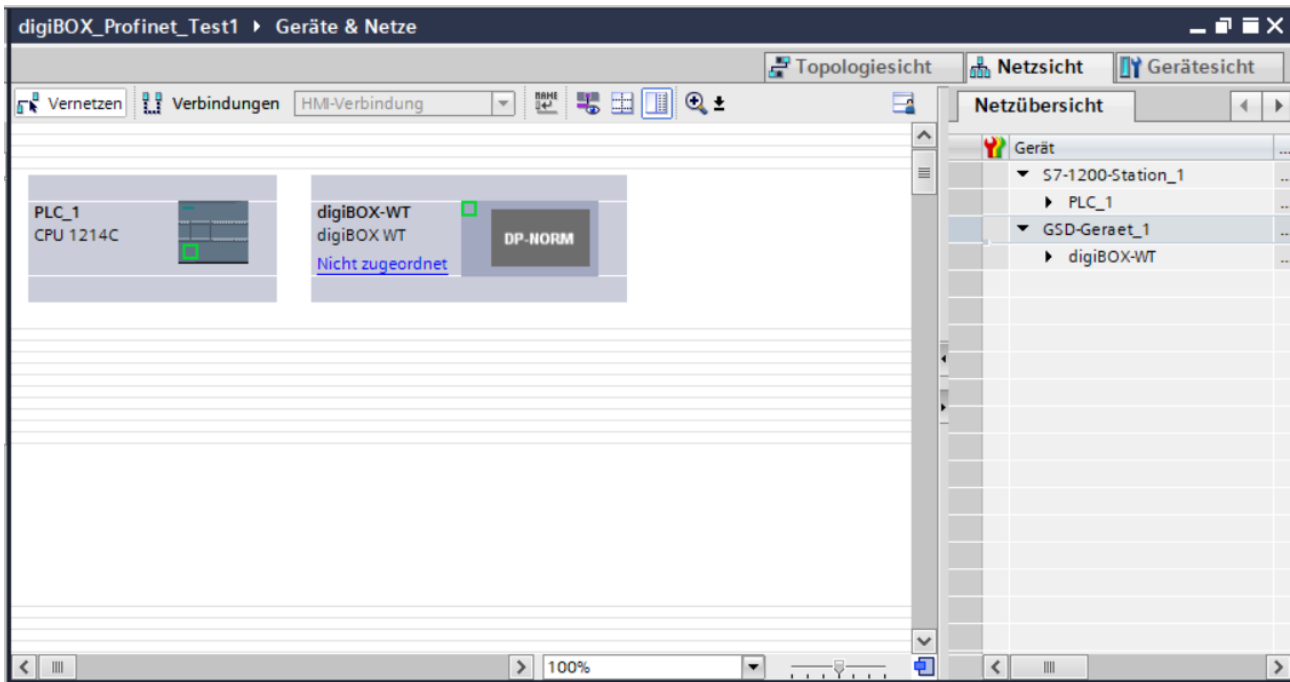 digiBOX_Profinet_Test1 ▸ Geräte & Netze
Topologiesicht Netzsicht Gerätesicht
Vernetzen Verbindungen HMI-Verbindung NAME Netzübersicht
Gerät ...
S7-1200-Station_1 ...
PLC_1 ...
GSD-Geraet_1 ...
digiBOX-WT ...
PLC_1
CPU 1214C
digiBOX-WT
digiBOX WT
Nicht zugeordnet
DP-NORM
100%